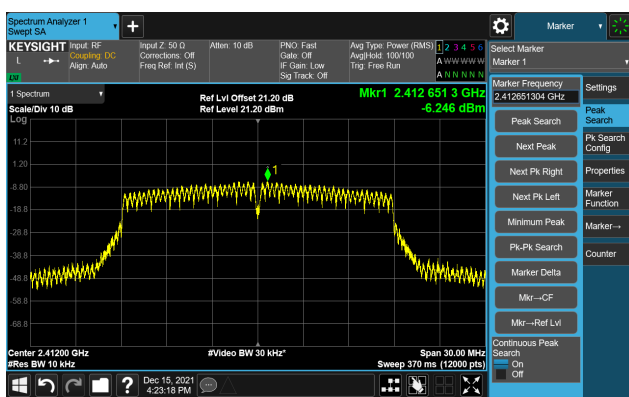 Spectrum Analyzer 1
Swept SA
+
Marker
KEYSIGHT
L
LXI
Input: RF
Coupling: DC
Align: Auto
Input Z: 50 Ω
Corrections: Off
Freq Ref: Int (S)
Atten: 10 dB
PNO: Fast
Gate: Off
IF Gain: Low
Sig Track: Off
Avg Type: Power (RMS)
Avg|Hold: 100/100
Trig: Free Run
1 2 3 4 5 6
A W W W W W
A N N N N N
Select Marker
Marker 1
1 Spectrum
Scale/Div 10 dB
Log
Ref Lvl Offset 21.20 dB
Ref Level 21.20 dBm
Mkr1 2.412 651 3 GHz
-6.246 dBm
11.2
1.20
-8.80
-18.8
-28.8
-38.8
-48.8
-58.8
-68.8
1
Center 2.41200 GHz
#Res BW 10 kHz
#Video BW 30 kHz*
Span 30.00 MHz
Sweep 370 ms (12000 pts)
Marker Frequency
2.412651304 GHz
Peak Search
Next Peak
Next Pk Right
Next Pk Left
Minimum Peak
Pk-Pk Search
Marker Delta
Mkr→CF
Mkr→Ref Lvl
Continuous Peak
Search
On
Off
Settings
Peak
Search
Pk Search
Config
Properties
Marker
Function
Marker→
Counter
?
Dec 15, 2021
4:23:18 PM